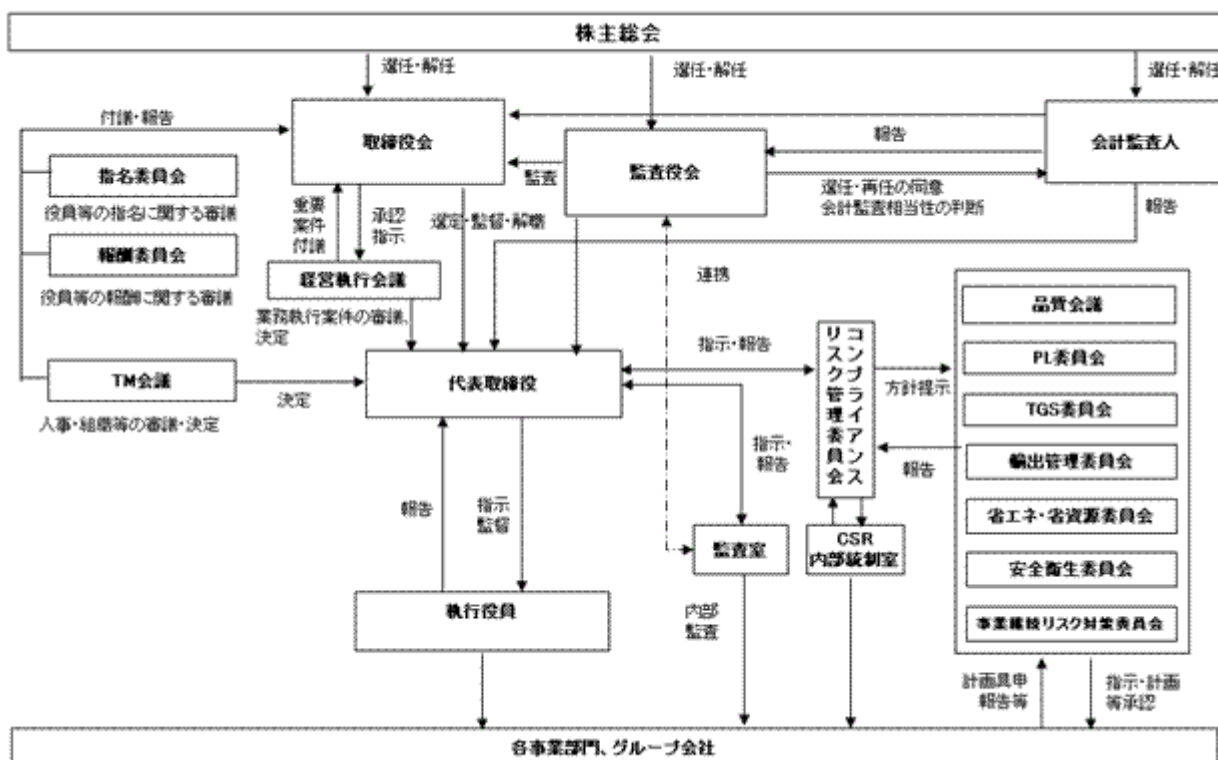 株主総会
選任・解任
選任・解任
選任・解任
付議・報告
取締役会
監査役会
会計監査人
報告
監査
指名委員会
役員等の指名に関する審議
選任・再任の同意
会計監査相当性の判断
重要
案件
付議
承認
指示
選定・監督・解職
報告
報酬委員会
役員等の報酬に関する審議
経営執行会議
業務執行案件の審議、
決定
連携
品質会議
PL委員会
TGS委員会
輸出管理委員会
省エネ・省資源委員会
安全衛生委員会
事業継続リスク対策委員会
コンプライアンス
リスク管理委員会
指示・報告
方針提示
報告
TM会議
人事・組織等の審議・決定
決定
代表取締役
指示・
報告
報告
指示
監督
監査室
CSR
内部統制室
執行役員
内部
監査
計画具申
報告等
指示・計画
等承認
各事業部門、グループ会社